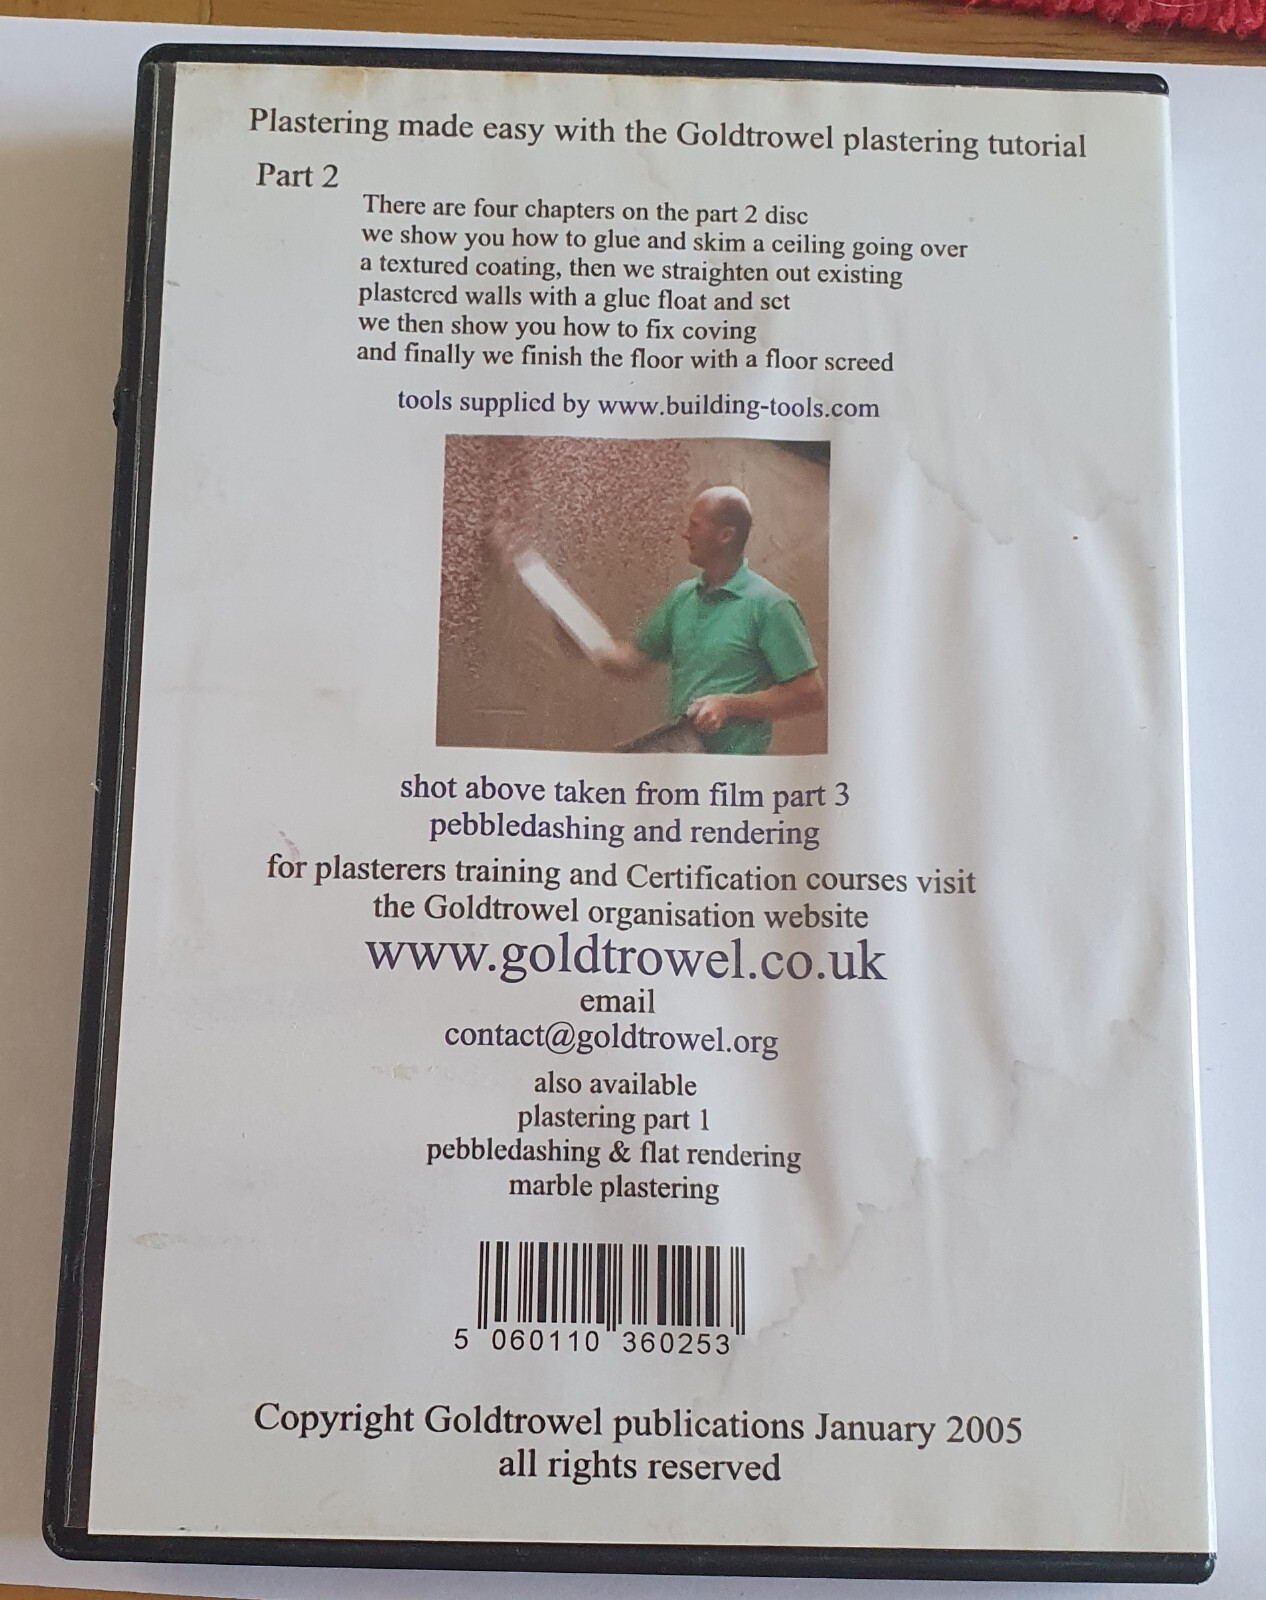 Plastering made easy with the Goldtrowel plastering tutorial
Part 2
There are four chapters on the part 2 disc
we show you how to glue and skim a ceiling going over
a textured coating, then we straighten out existing
plastered walls with a glue float and set
we then show you how to fix coving
and finally we finish the floor with a floor screed
tools supplied by www.building-tools.com
shot above taken from film part 3
pebbledashing and rendering
for plasterers training and Certification courses visit
the Goldtrowel organisation website
www.goldtrowel.co.uk
email
contact@goldtrowel.org
also available
plastering part 1
pebbledashing & flat rendering
marble plastering
5 060110 360253
Copyright Goldtrowel publications January 2005
all rights reserved